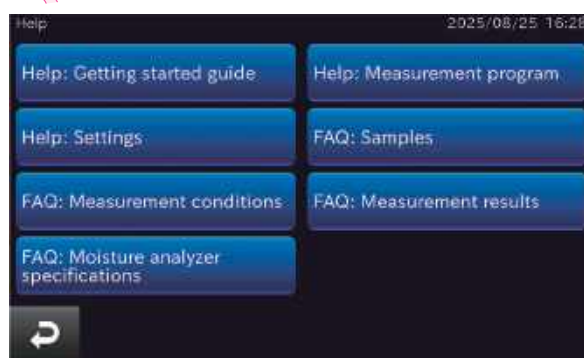 Help 2025/08/25 16:28
Help: Getting started guide
Help: Measurement program
Help: Settings
FAQ: Samples
FAQ: Measurement conditions
FAQ: Measurement results
FAQ: Moisture analyzer
specifications